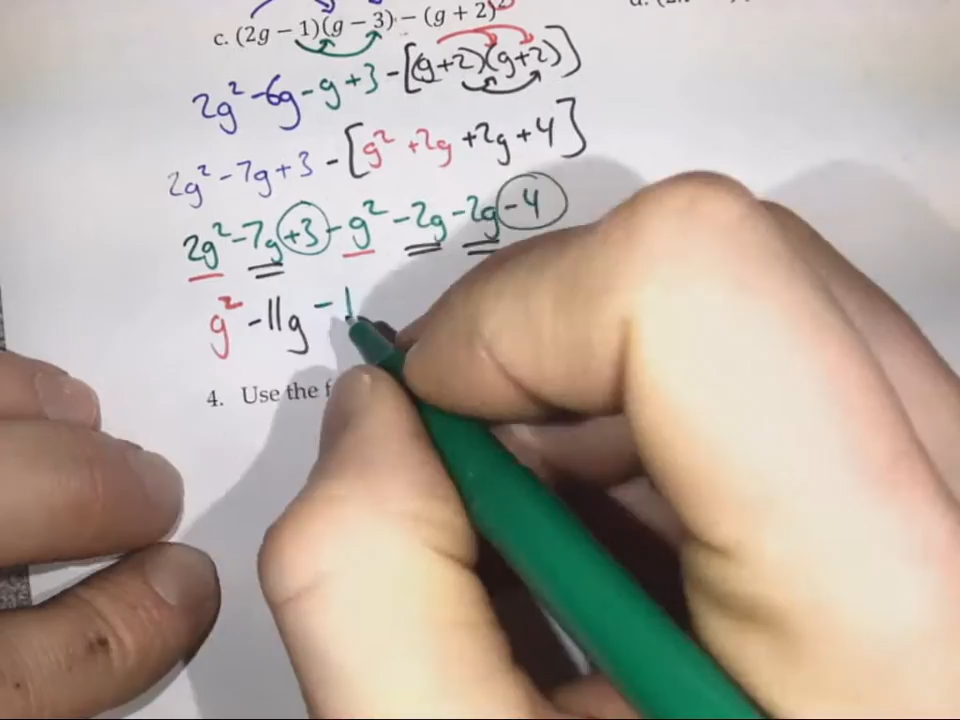 c. (2g − 1)(g − 3) − (g + 2)²
2g² -6g - g +3 -[(g+2)(g+2)]
2g² -7g +3 -[g² +2g +2g +4]
2g² -7g +3 -g² -2g -2g -4
g² -11g -1
4. Use the